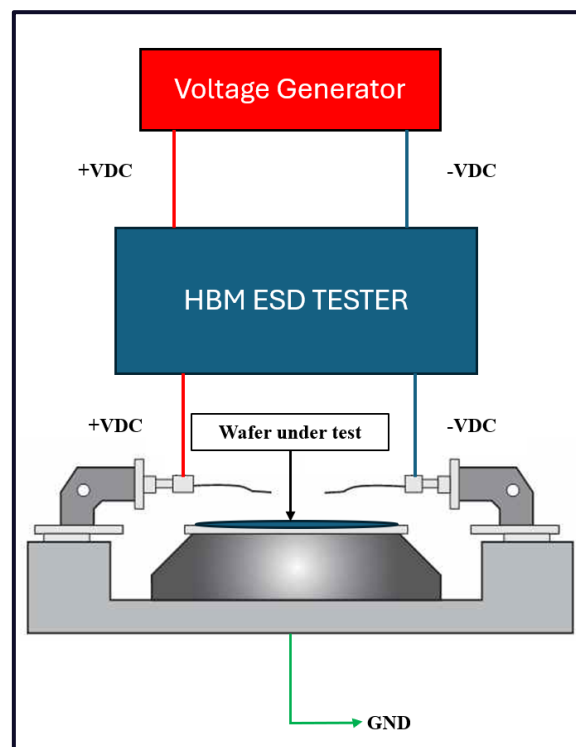 Voltage Generator
+VDC
-VDC
HBM ESD TESTER
+VDC
Wafer under test
-VDC
GND